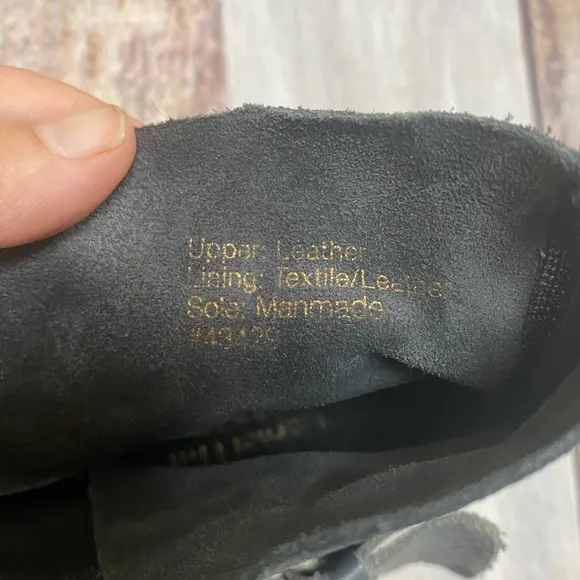 Upper: Leather
Lining: Textile/Leather
Sole: Manmade